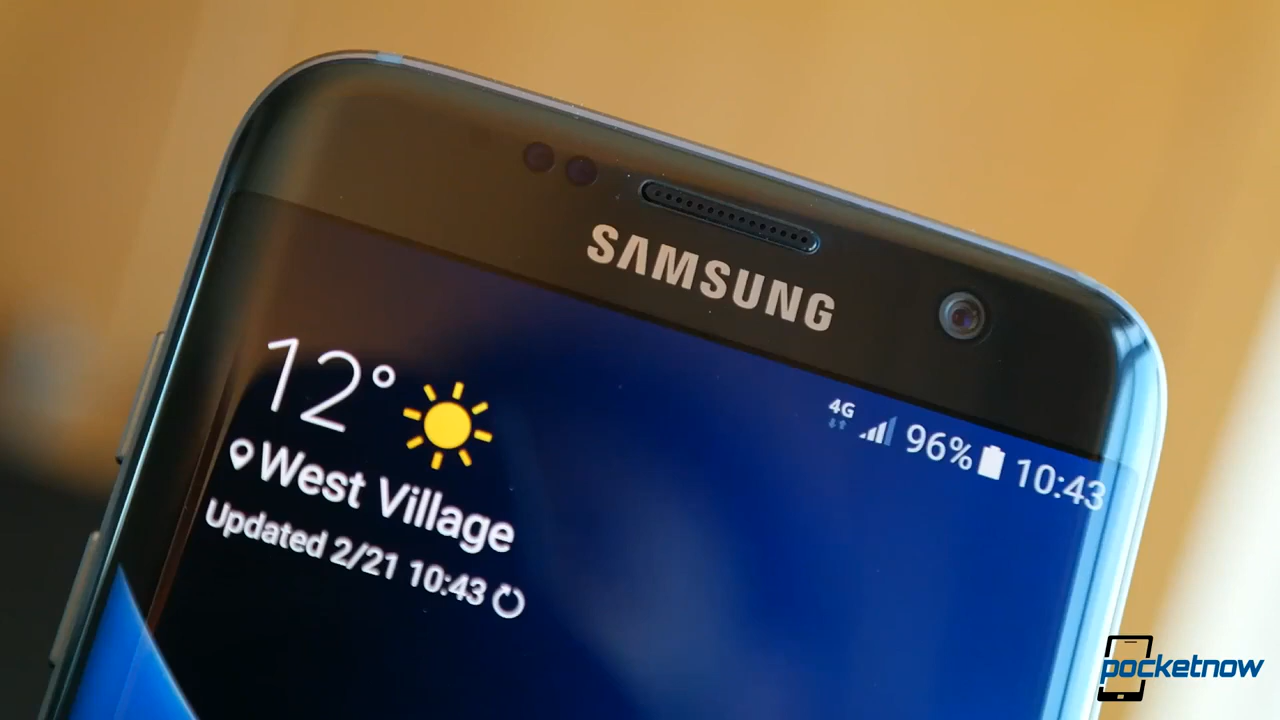 SAMSUNG
4G 96% 10:43
12°
West Village
Updated 2/21 10:43
pocketnow